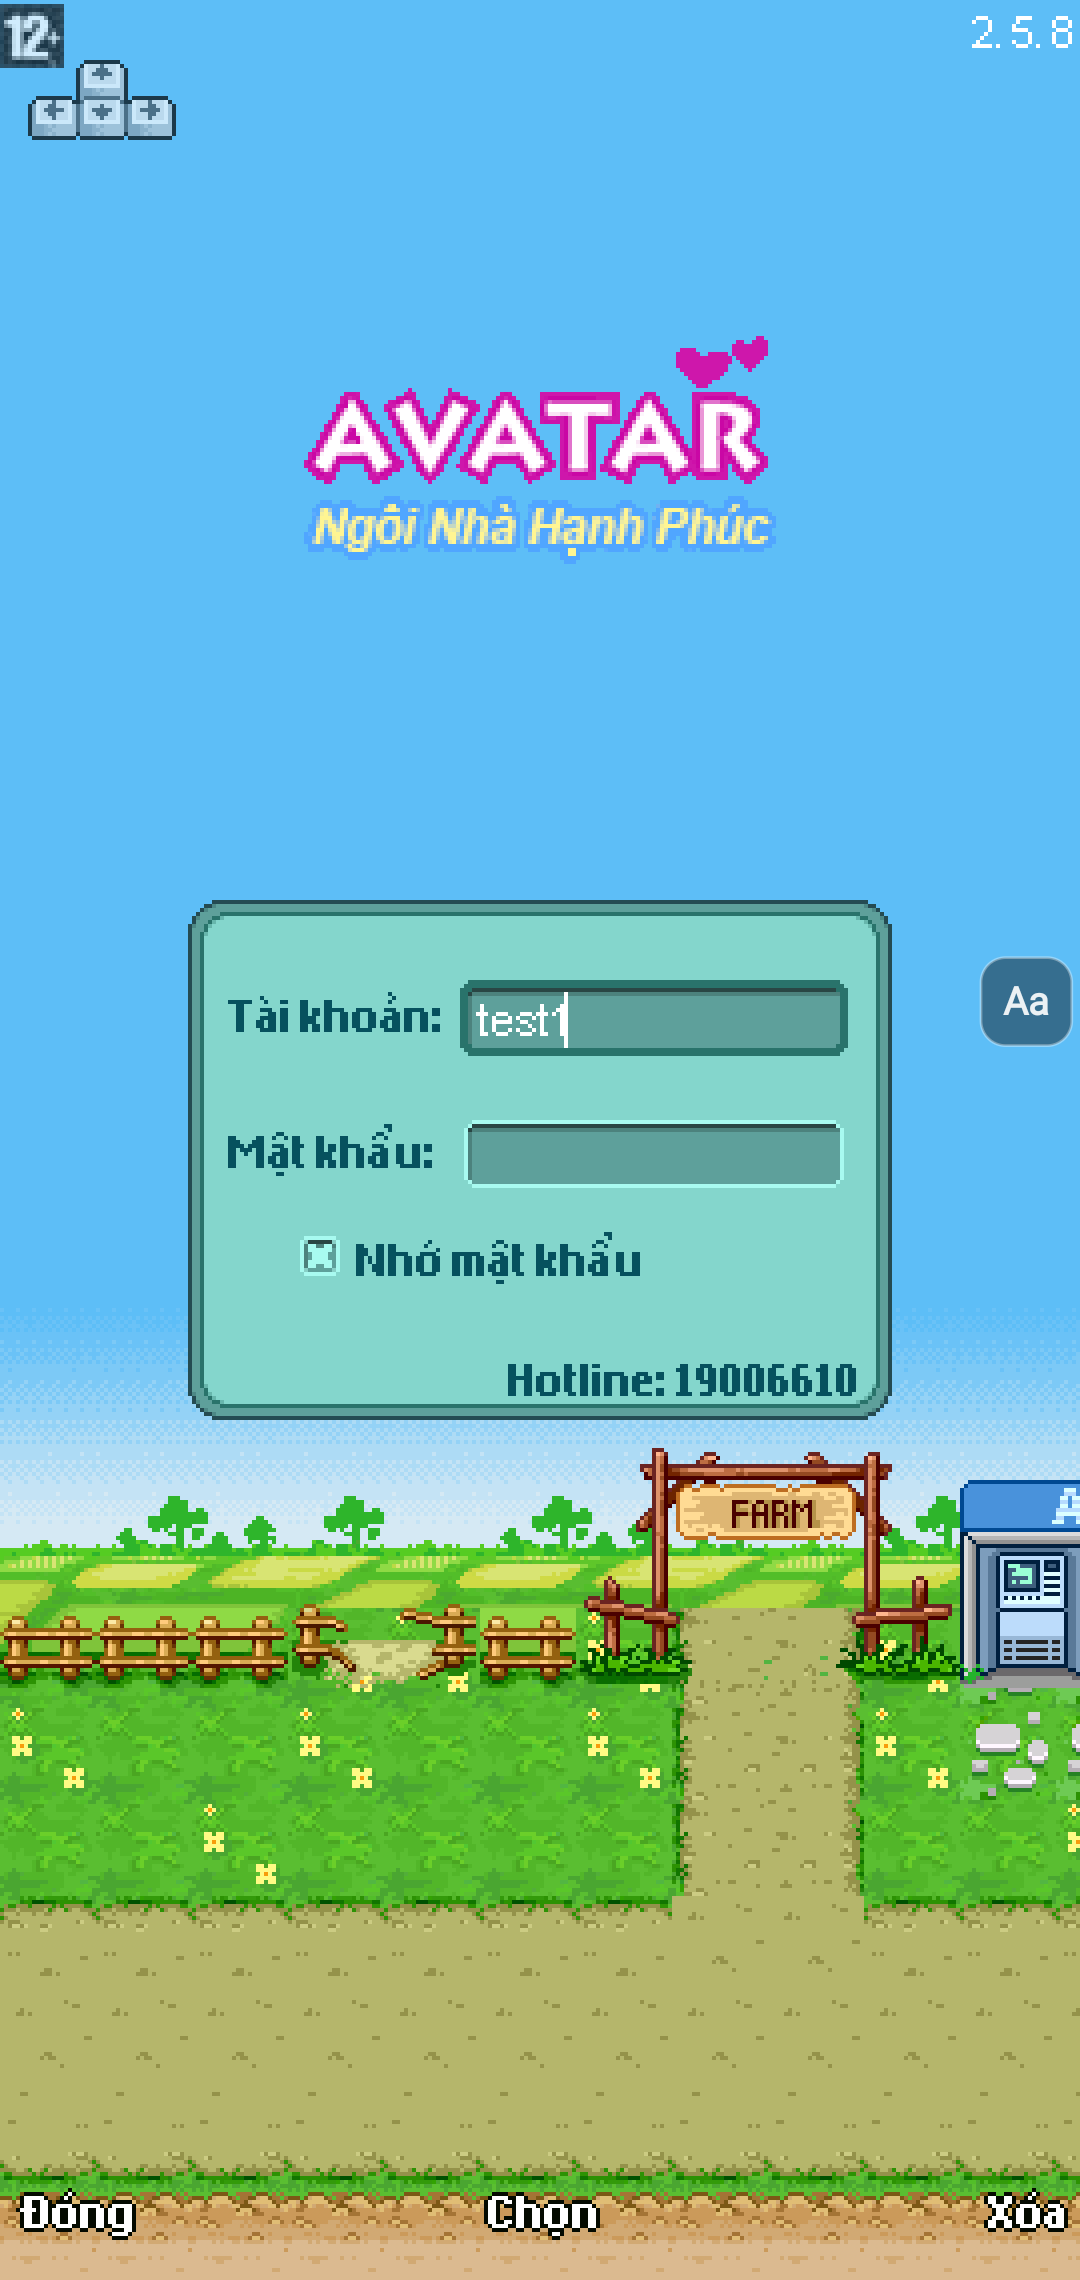 12+
2.5.8
AVATAR
Ngôi Nhà Hạnh Phúc
Tài khoản: test1
Aa
Mật khẩu:
Nhớ mật khẩu
Hotline: 19006610
FARM
Đóng Chọn Xóa